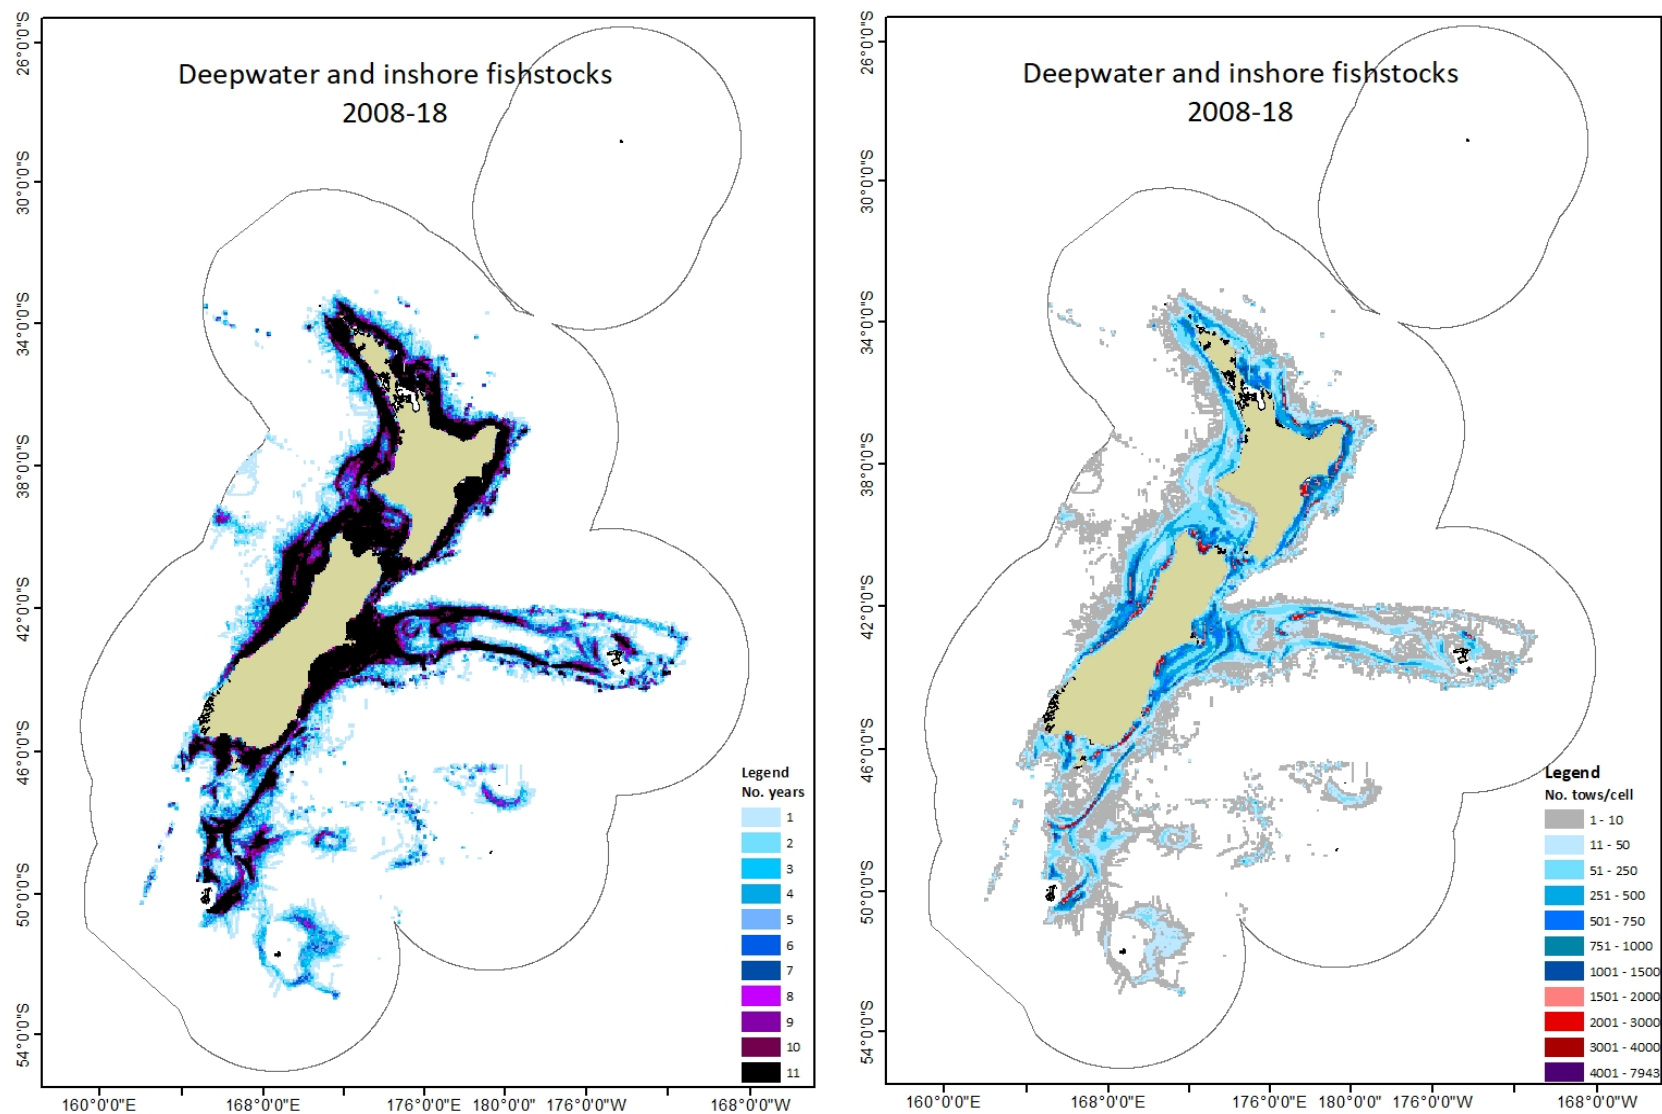 Deepwater and inshore fishstocks
2008-18
26°0'0"S
30°0'0"S
34°0'0"S
38°0'0"S
42°0'0"S
46°0'0"S
50°0'0"S
54°0'0"S
Legend
No. years
1
2
3
4
5
6
7
8
9
10
11
160°0'0"E 168°0'0"E 176°0'0"E 180°0'0" 176°0'0"W 168°0'0"W
Deepwater and inshore fishstocks
2008-18
26°0'0"S
30°0'0"S
34°0'0"S
38°0'0"S
42°0'0"S
46°0'0"S
50°0'0"S
54°0'0"S
Legend
No. tows/cell
1 - 10
11 - 50
51 - 250
251 - 500
501 - 750
751 - 1000
1001 - 1500
1501 - 2000
2001 - 3000
3001 - 4000
4001 - 7943
160°0'0"E 168°0'0"E 176°0'0"E 180°0'0" 176°0'0"W 168°0'0"W